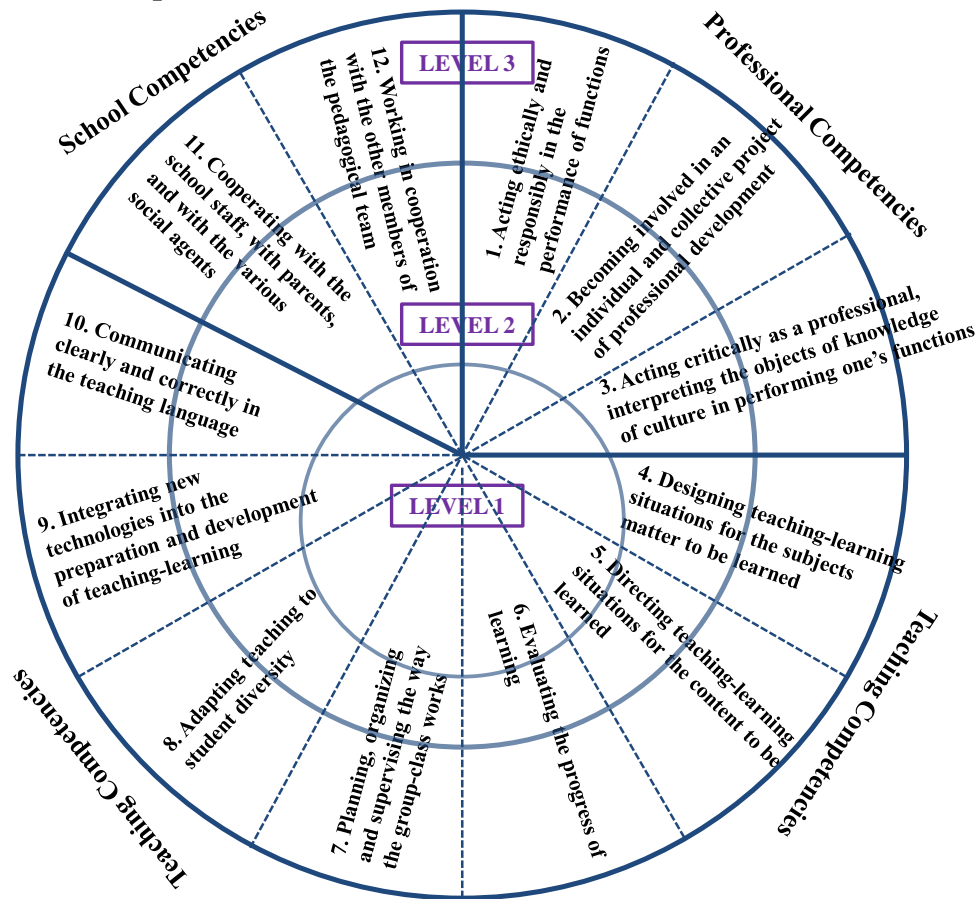 School Competencies
Professional Competencies
LEVEL 3
LEVEL 2
LEVEL 1
1. Acting ethically and
responsibly in the
performance of functions
2. Becoming involved in an
individual and collective project
of professional development
3. Acting critically as a professional,
interpreting the objects of knowledge
of culture in performing one's functions
4. Designing teaching-learning
situations for the subjects
matter to be learned
5. Directing teaching-learning
situations for the content to be
learned
6. Evaluating the progress of
learning
7. Planning, organizing
and supervising the way
the group-class works
8. Adapting teaching to
student diversity
9. Integrating new
technologies into the
preparation and development
of teaching-learning
10. Communicating
clearly and correctly in
the teaching language
11. Cooperating with the
school staff, with parents,
and with the various
social agents
12. Working in cooperation
with the other members of
the pedagogical team
Teaching Competencies
Teaching Competencies